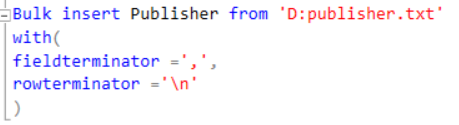 Bulk insert Publisher from 'D:publisher.txt'
with(
fieldterminator =',',
rowterminator ='\n'
)